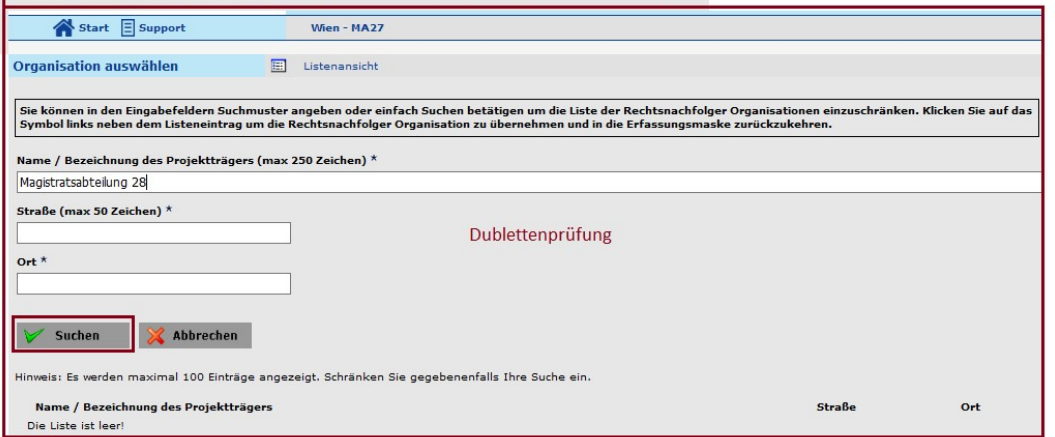 Start Support Wien - MA27
Organisation auswählen Listenansicht
Sie können in den Eingabefeldern Suchmuster angeben oder einfach Suchen betätigen um die Liste der Rechtsnachfolger Organisationen einzuschränken. Klicken Sie auf das
Symbol links neben dem Listeneintrag um die Rechtsnachfolger Organisation zu übernehmen und in die Erfassungsmaske zurückzukehren.
Name / Bezeichnung des Projektträgers (max 250 Zeichen) *
Magistratsabteilung 28
Straße (max 50 Zeichen) *
Dublettenprüfung
Ort *
Suchen Abbrechen
Hinweis: Es werden maximal 100 Einträge angezeigt. Schränken Sie gegebenenfalls Ihre Suche ein.
Name / Bezeichnung des Projektträgers Straße Ort
Die Liste ist leer!